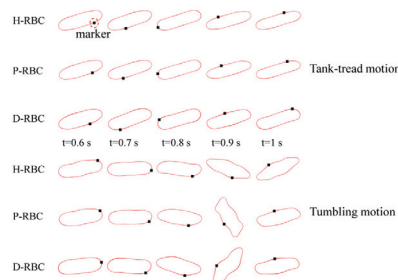 H-RBC
marker
P-RBC
Tank-tread motion
D-RBC
t=0.6 s t=0.7 s t=0.8 s t=0.9 s t=1 s
H-RBC
P-RBC
Tumbling motion
D-RBC